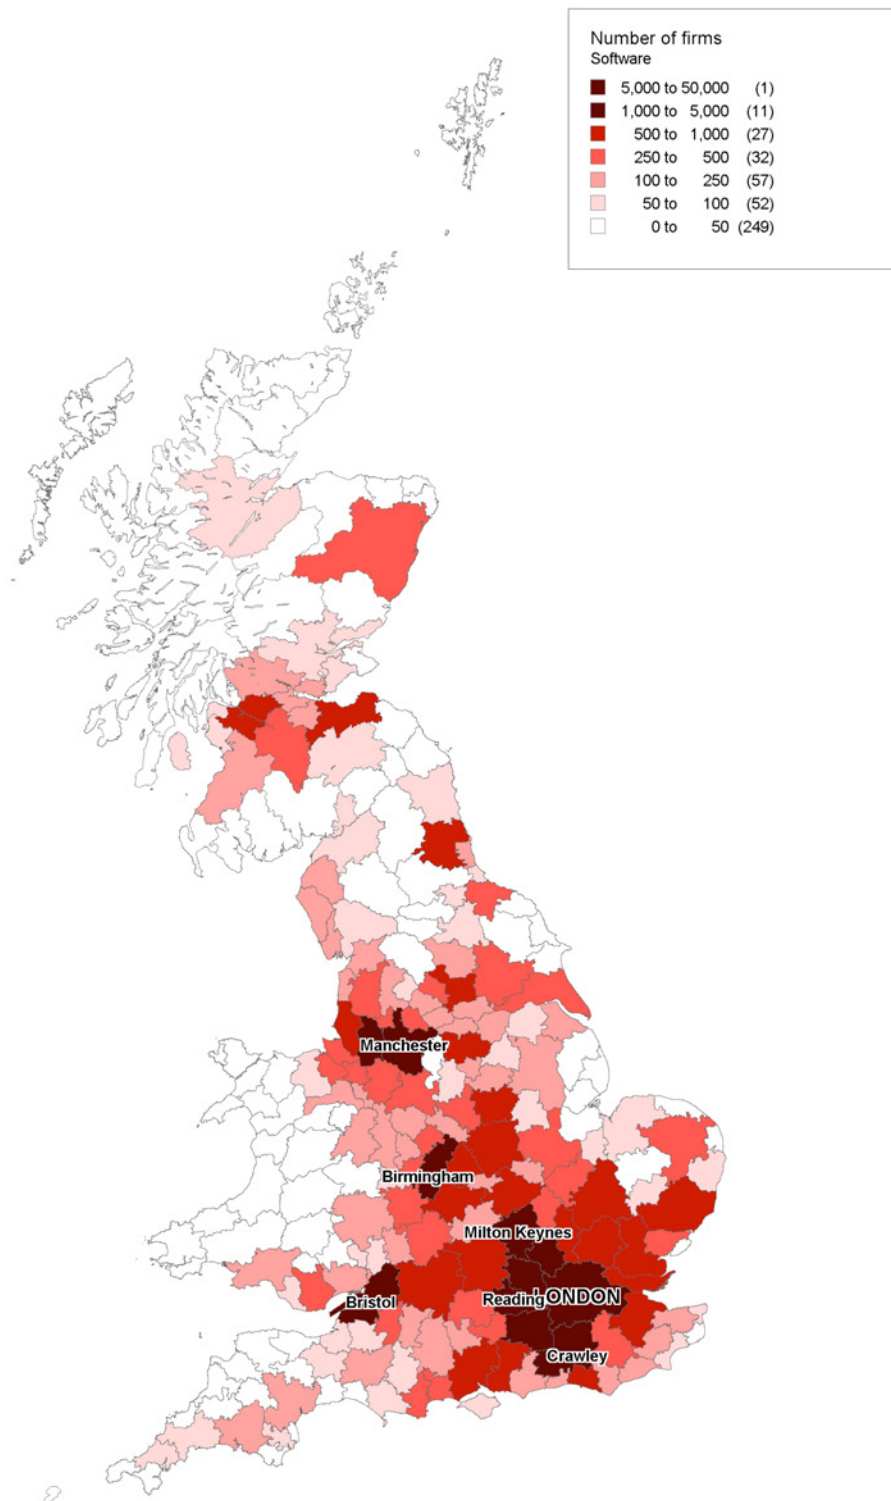 Number of firms
Software
5,000 to 50,000 (1)
1,000 to 5,000 (11)
500 to 1,000 (27)
250 to 500 (32)
100 to 250 (57)
50 to 100 (52)
0 to 50 (249)
Manchester
Birmingham
Milton Keynes
Bristol
Reading
LONDON
Crawley